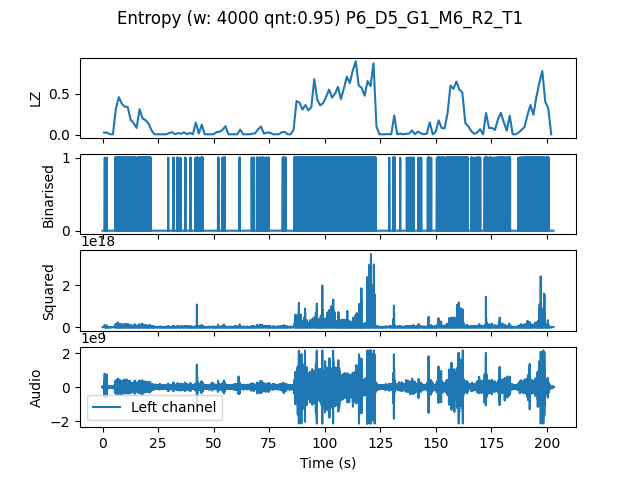 Entropy (w: 4000 qnt:0.95) P6_D5_G1_M6_R2_T1
LZ
0.5
0.0
Binarised
1
0
1e18
Squared
2
0
1e9
Audio
2
0
−2
Left channel
0 25 50 75 100 125 150 175 200
Time (s)